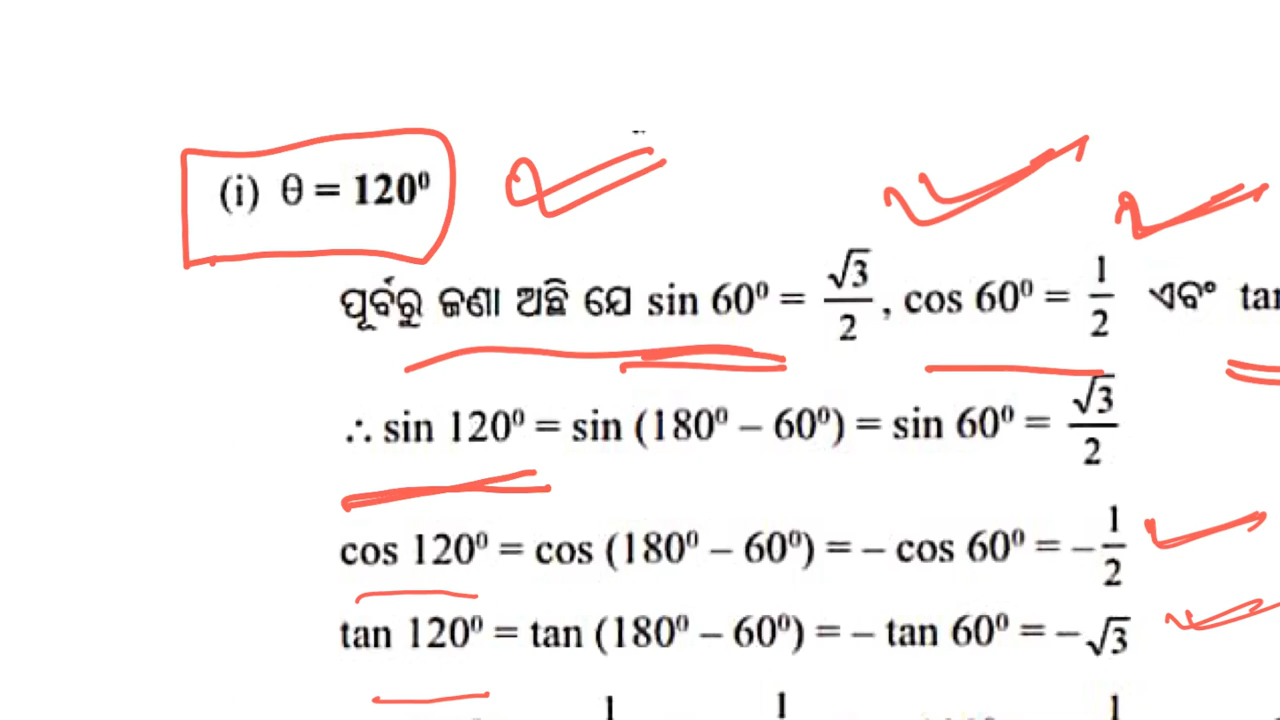 (i) θ = 120⁰
ପୂର୍ବରୁ ଜଣା ଅଛି ଯେ sin 60⁰ = √3/2, cos 60⁰ = 1/2 ଏବଂ
∴ sin 120⁰ = sin (180⁰ – 60⁰) = sin 60⁰ = √3/2
cos 120⁰ = cos (180⁰ – 60⁰) = – cos 60⁰ = –1/2
tan 120⁰ = tan (180⁰ – 60⁰) = – tan 60⁰ = –√3